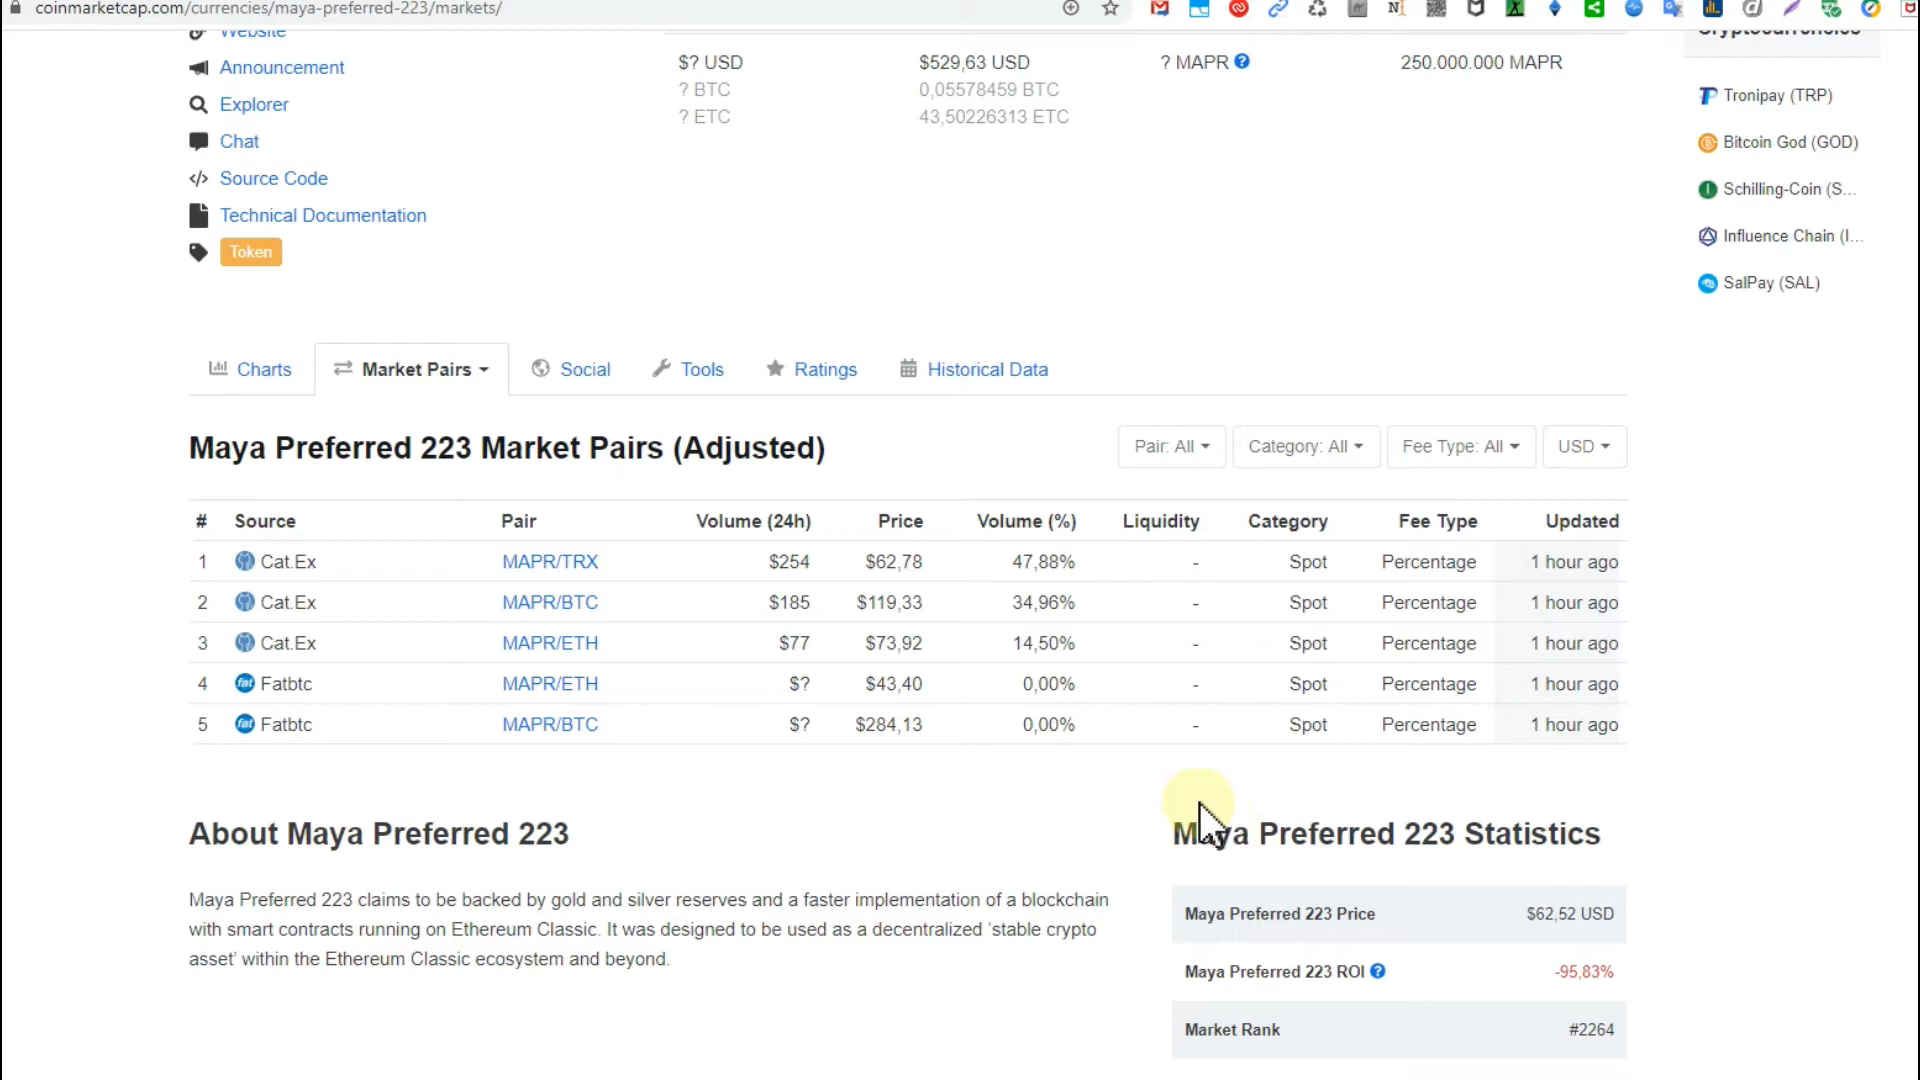 coinmarketcap.com/currencies/maya-preferred-223/markets/
Website
Announcement
Explorer
Chat
Source Code
Technical Documentation
Token
$? USD
? BTC
? ETC
$529,63 USD
0,05578459 BTC
43,50226313 ETC
? MAPR
250.000.000 MAPR
Cryptocurrencies
Tronipay (TRP)
Bitcoin God (GOD)
Schilling-Coin (S...
Influence Chain (I...
SalPay (SAL)
Charts Market Pairs Social Tools Ratings Historical Data
Maya Preferred 223 Market Pairs (Adjusted)
Pair: All Category: All Fee Type: All USD
# Source Pair Volume (24h) Price Volume (%) Liquidity Category Fee Type Updated
1 Cat.Ex MAPR/TRX $254 $62,78 47,88% - Spot Percentage 1 hour ago
2 Cat.Ex MAPR/BTC $185 $119,33 34,96% - Spot Percentage 1 hour ago
3 Cat.Ex MAPR/ETH $77 $73,92 14,50% - Spot Percentage 1 hour ago
4 Fatbtc MAPR/ETH $? $43,40 0,00% - Spot Percentage 1 hour ago
5 Fatbtc MAPR/BTC $? $284,13 0,00% - Spot Percentage 1 hour ago
About Maya Preferred 223
Maya Preferred 223 claims to be backed by gold and silver reserves and a faster implementation of a blockchain
with smart contracts running on Ethereum Classic. It was designed to be used as a decentralized ‘stable crypto
asset’ within the Ethereum Classic ecosystem and beyond.
Maya Preferred 223 Statistics
Maya Preferred 223 Price $62,52 USD
Maya Preferred 223 ROI -95,83%
Market Rank #2264